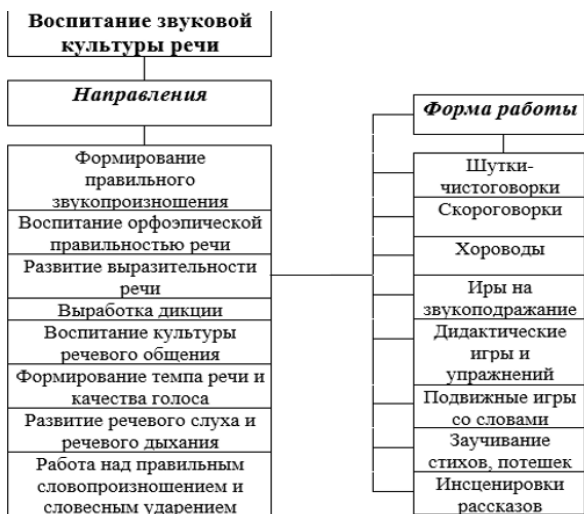 Воспитание звуковой
культуры речи
Направления
Формирование
правильного
звукопроизношения
Воспитание орфоэпической
правильностью речи
Развитие выразительности
речи
Выработка дикции
Воспитание культуры
речевого общения
Формирование темпа речи и
качества голоса
Развитие речевого слуха и
речевого дыхания
Работа над правильным
словопроизношением и
словесным ударением
Форма работы
Шутки-
чистоговорки
Скороговорки
Хороводы
Иры на
звукоподражание
Дидактические
игры и
упражнений
Подвижные игры
со словами
Заучивание
стихов, потешек
Инсценировки
рассказов